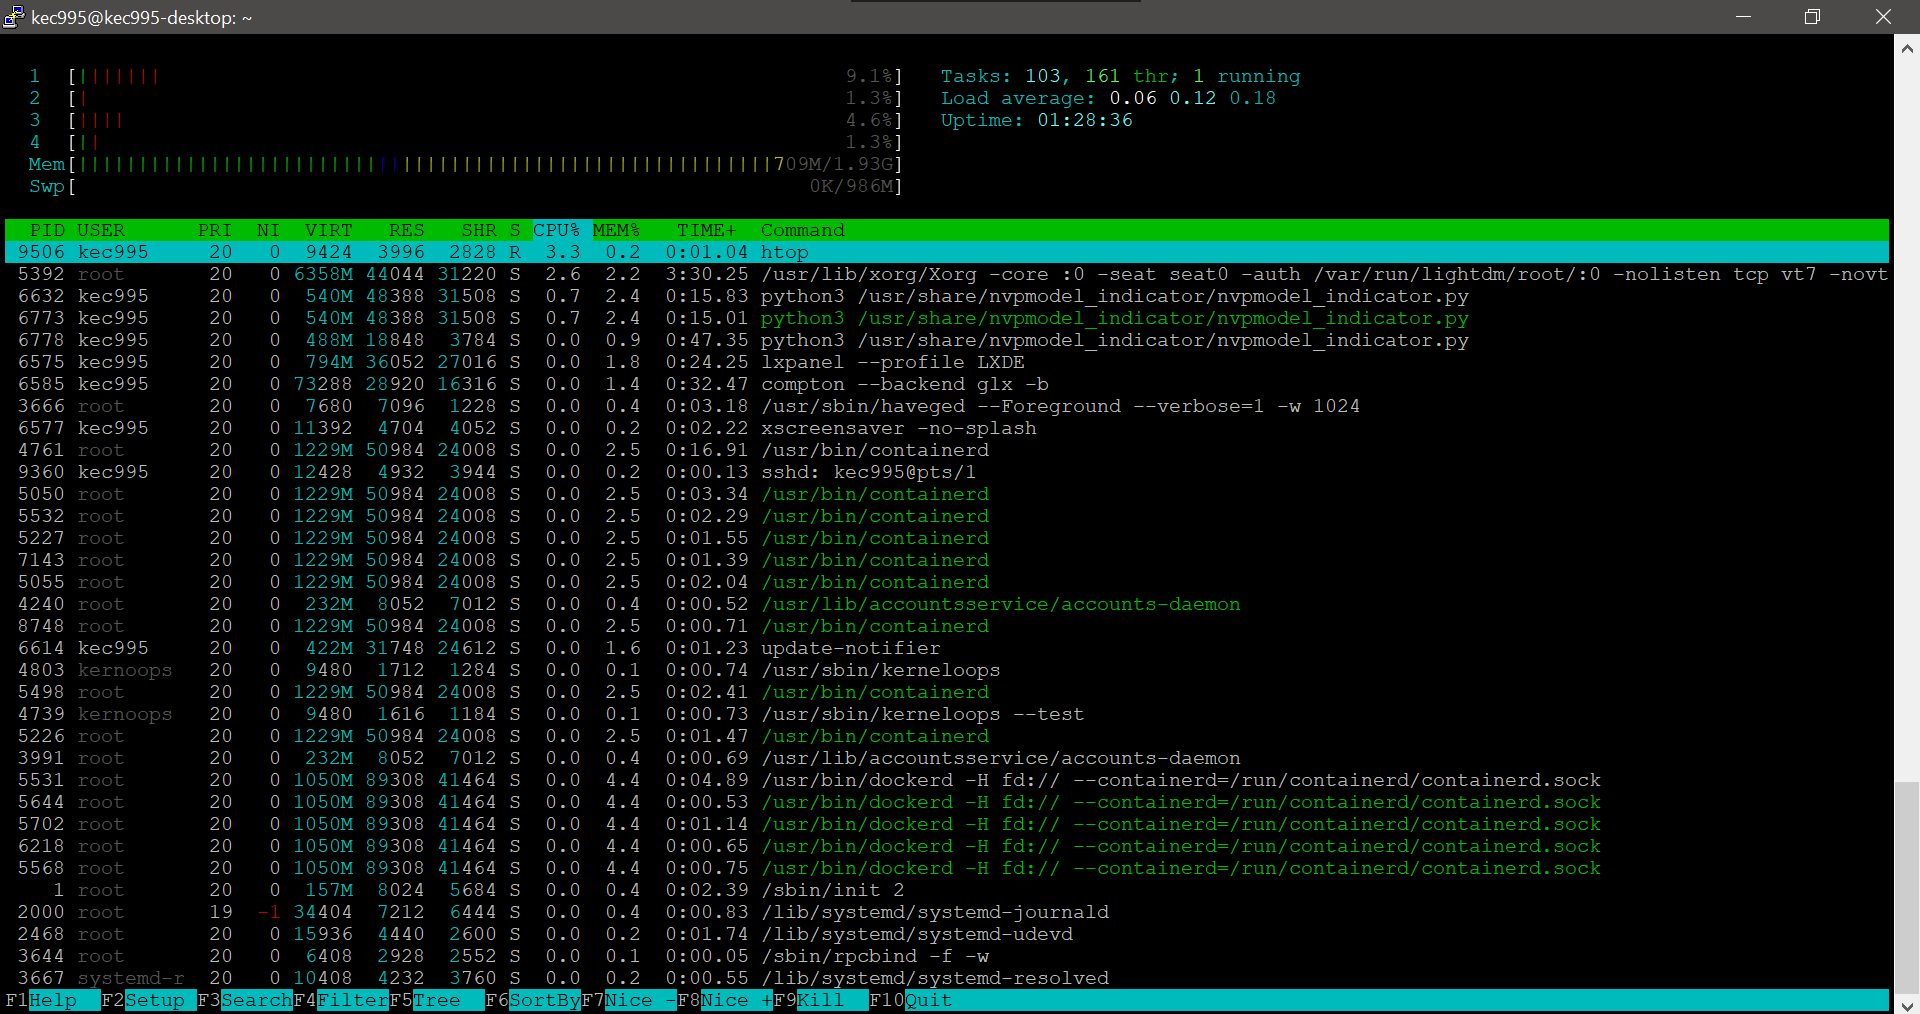 kec995@kec995-desktop: ~
1 [||||||| 9.1%] Tasks: 103, 161 thr; 1 running
2 [| 1.3%] Load average: 0.06 0.12 0.18
3 [|||| 4.6%] Uptime: 01:28:36
4 [|| 1.3%]
Mem[||||||||||||||||||||||||||||||||||||||||||||||||||||||||||709M/1.93G]
Swp[ 0K/986M]
PID USER PRI NI VIRT RES SHR S CPU% MEM% TIME+ Command
9506 kec995 20 0 9424 3996 2828 R 3.3 0.2 0:01.04 htop
5392 root 20 0 6358M 44044 31220 S 2.6 2.2 3:30.25 /usr/lib/xorg/Xorg -core :0 -seat seat0 -auth /var/run/lightdm/root/:0 -nolisten tcp vt7 -novt
6632 kec995 20 0 540M 48388 31508 S 0.7 2.4 0:15.83 python3 /usr/share/nvpmodel_indicator/nvpmodel_indicator.py
6773 kec995 20 0 540M 48388 31508 S 0.7 2.4 0:15.01 python3 /usr/share/nvpmodel_indicator/nvpmodel_indicator.py
6778 kec995 20 0 488M 18848 3784 S 0.0 0.9 0:47.35 python3 /usr/share/nvpmodel_indicator/nvpmodel_indicator.py
6575 kec995 20 0 794M 36052 27016 S 0.0 1.8 0:24.25 lxpanel --profile LXDE
6585 kec995 20 0 73288 28920 16316 S 0.0 1.4 0:32.47 compton --backend glx -b
3666 root 20 0 7680 7096 1228 S 0.0 0.4 0:03.18 /usr/sbin/haveged --Foreground --verbose=1 -w 1024
6577 kec995 20 0 11392 4704 4052 S 0.0 0.2 0:02.22 xscreensaver -no-splash
4761 root 20 0 1229M 50984 24008 S 0.0 2.5 0:16.91 /usr/bin/containerd
9360 kec995 20 0 12428 4932 3944 S 0.0 0.2 0:00.13 sshd: kec995@pts/1
5050 root 20 0 1229M 50984 24008 S 0.0 2.5 0:03.34 /usr/bin/containerd
5532 root 20 0 1229M 50984 24008 S 0.0 2.5 0:02.29 /usr/bin/containerd
5227 root 20 0 1229M 50984 24008 S 0.0 2.5 0:01.55 /usr/bin/containerd
7143 root 20 0 1229M 50984 24008 S 0.0 2.5 0:01.39 /usr/bin/containerd
5055 root 20 0 1229M 50984 24008 S 0.0 2.5 0:02.04 /usr/bin/containerd
4240 root 20 0 232M 8052 7012 S 0.0 0.4 0:00.52 /usr/lib/accountsservice/accounts-daemon
8748 root 20 0 1229M 50984 24008 S 0.0 2.5 0:00.71 /usr/bin/containerd
6614 kec995 20 0 422M 31748 24612 S 0.0 1.6 0:01.23 update-notifier
4803 kernoops 20 0 9480 1712 1284 S 0.0 0.1 0:00.74 /usr/sbin/kerneloops
5498 root 20 0 1229M 50984 24008 S 0.0 2.5 0:02.41 /usr/bin/containerd
4739 kernoops 20 0 9480 1616 1184 S 0.0 0.1 0:00.73 /usr/sbin/kerneloops --test
5226 root 20 0 1229M 50984 24008 S 0.0 2.5 0:01.47 /usr/bin/containerd
3991 root 20 0 232M 8052 7012 S 0.0 0.4 0:00.69 /usr/lib/accountsservice/accounts-daemon
5531 root 20 0 1050M 89308 41464 S 0.0 4.4 0:04.89 /usr/bin/dockerd -H fd:// --containerd=/run/containerd/containerd.sock
5644 root 20 0 1050M 89308 41464 S 0.0 4.4 0:00.53 /usr/bin/dockerd -H fd:// --containerd=/run/containerd/containerd.sock
5702 root 20 0 1050M 89308 41464 S 0.0 4.4 0:01.14 /usr/bin/dockerd -H fd:// --containerd=/run/containerd/containerd.sock
6218 root 20 0 1050M 89308 41464 S 0.0 4.4 0:00.65 /usr/bin/dockerd -H fd:// --containerd=/run/containerd/containerd.sock
5568 root 20 0 1050M 89308 41464 S 0.0 4.4 0:00.75 /usr/bin/dockerd -H fd:// --containerd=/run/containerd/containerd.sock
1 root 20 0 157M 8024 5684 S 0.0 0.4 0:02.39 /sbin/init 2
2000 root 19 -1 34404 7212 6444 S 0.0 0.4 0:00.83 /lib/systemd/systemd-journald
2468 root 20 0 15936 4440 2600 S 0.0 0.2 0:01.74 /lib/systemd/systemd-udevd
3644 root 20 0 6408 2928 2552 S 0.0 0.1 0:00.05 /sbin/rpcbind -f -w
3667 systemd-r 20 0 10408 4232 3760 S 0.0 0.2 0:00.55 /lib/systemd/systemd-resolved
F1Help F2Setup F3SearchF4FilterF5Tree F6SortByF7Nice -F8Nice +F9Kill F10Quit